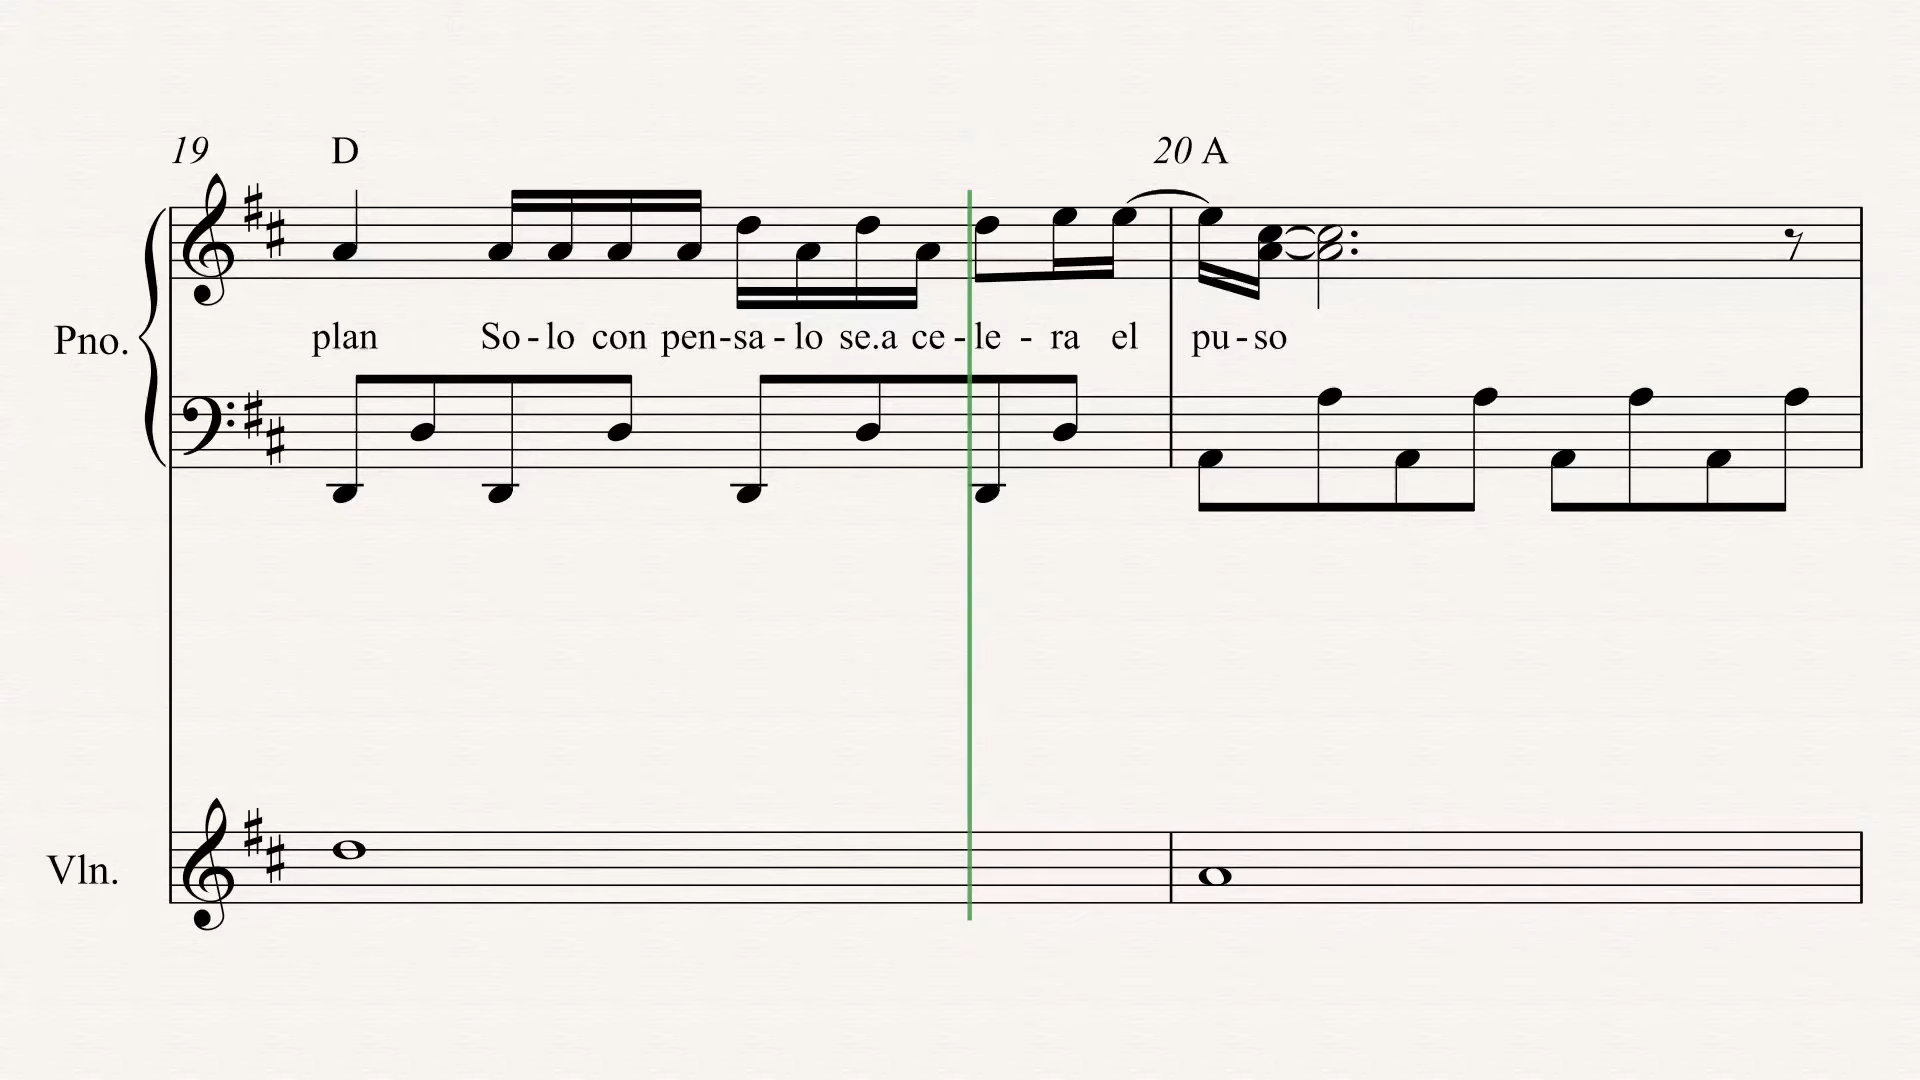 19 D 20 A
plan So - lo con pen - sa - lo se.a ce - le - ra el pu - so
Pno.
Vln.